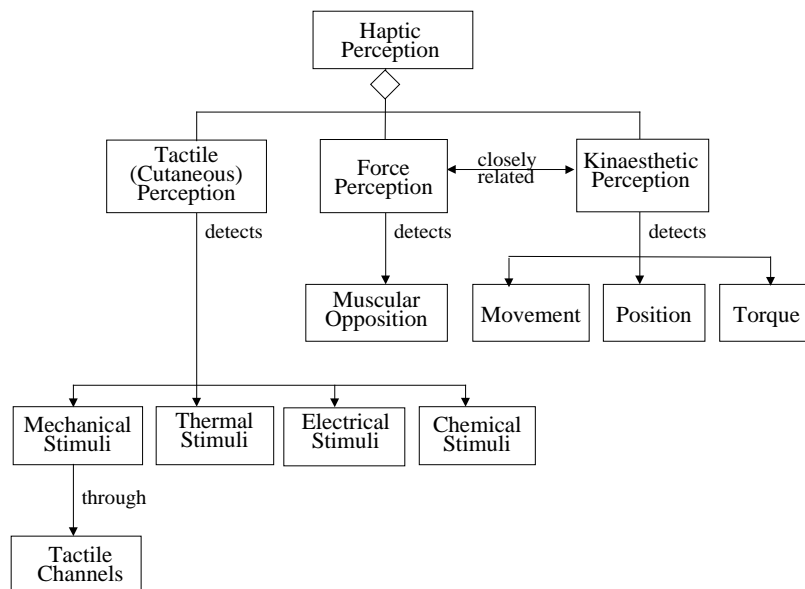 Haptic
Perception
Tactile
(Cutaneous)
Perception
Force
Perception
closely
related
Kinaesthetic
Perception
detects
detects
detects
Muscular
Opposition
Movement
Position
Torque
Mechanical
Stimuli
Thermal
Stimuli
Electrical
Stimuli
Chemical
Stimuli
through
Tactile
Channels